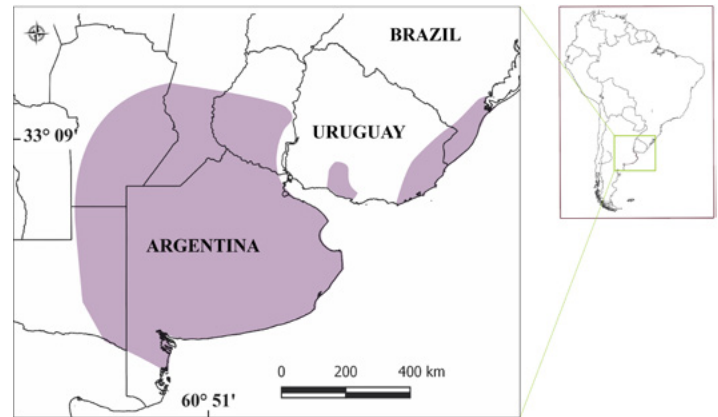 BRAZIL
33° 09'
URUGUAY
ARGENTINA
0 200 400 km
60° 51'